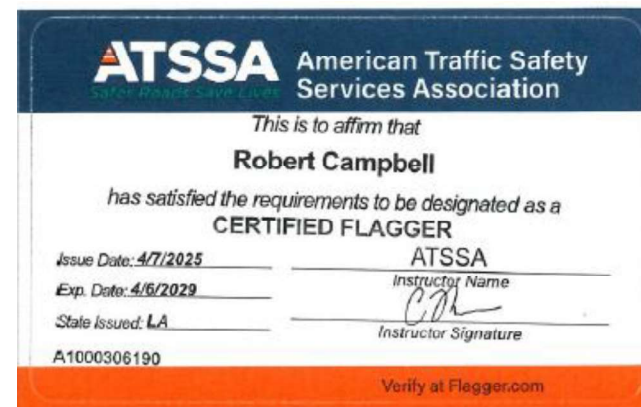 ATSSA
Safer Roads Save Lives
American Traffic Safety
Services Association
This is to affirm that
Robert Campbell
has satisfied the requirements to be designated as a
CERTIFIED FLAGGER
Issue Date: 4/7/2025
ATSSA
Instructor Name
Exp. Date: 4/6/2029
State Issued: LA
Instructor Signature
A1000306190
Verify at Flagger.com